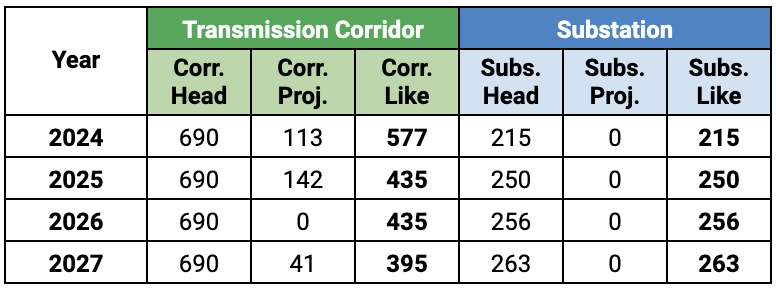 Year Transmission Corridor Substation
Corr. Head Corr. Proj. Corr. Like Subs. Head Subs. Proj. Subs. Like
2024 690 113 577 215 0 215
2025 690 142 435 250 0 250
2026 690 0 435 256 0 256
2027 690 41 395 263 0 263